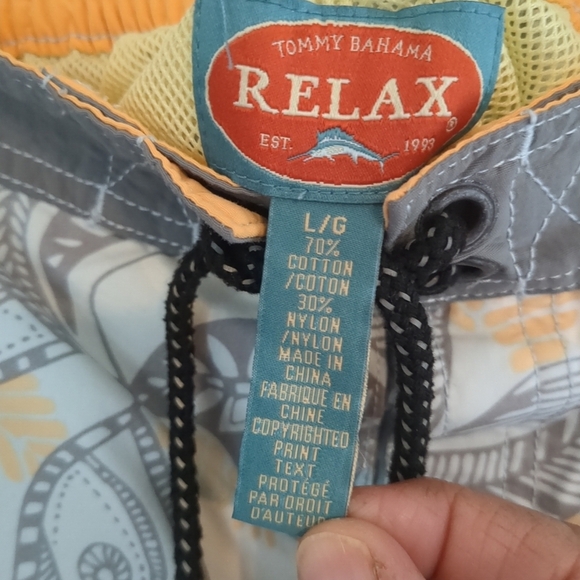 TOMMY BAHAMA
RELAX
®
EST. 1993
L/G
70%
COTTON
/COTON
30%
NYLON
/NYLON
MADE IN
CHINA
FABRIQUE EN
CHINE
COPYRIGHTED
PRINT
TEXT
PROTÉGÉ
PAR DROIT
D'AUTEUR